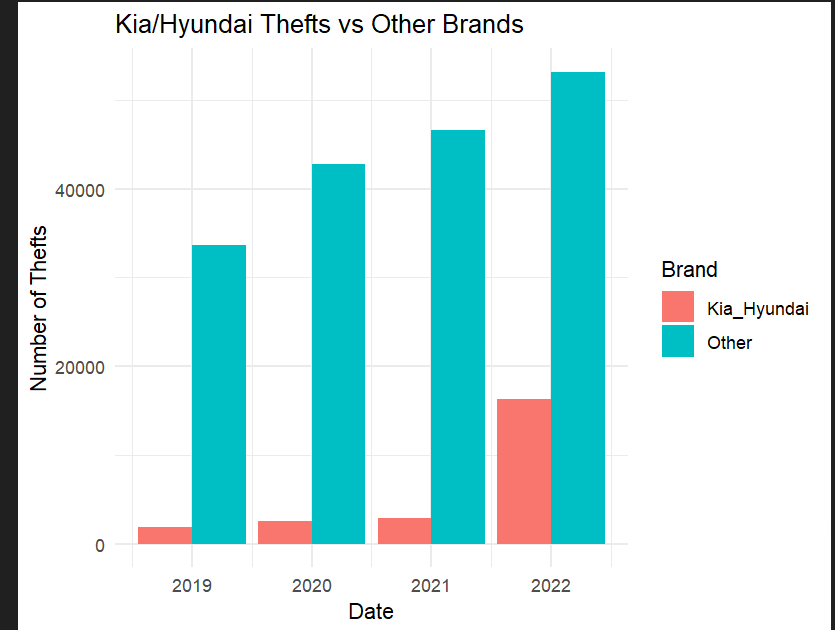 Kia/Hyundai Thefts vs Other Brands
Number of Thefts
40000
20000
0
2019 2020 2021 2022
Date
Brand
Kia_Hyundai
Other